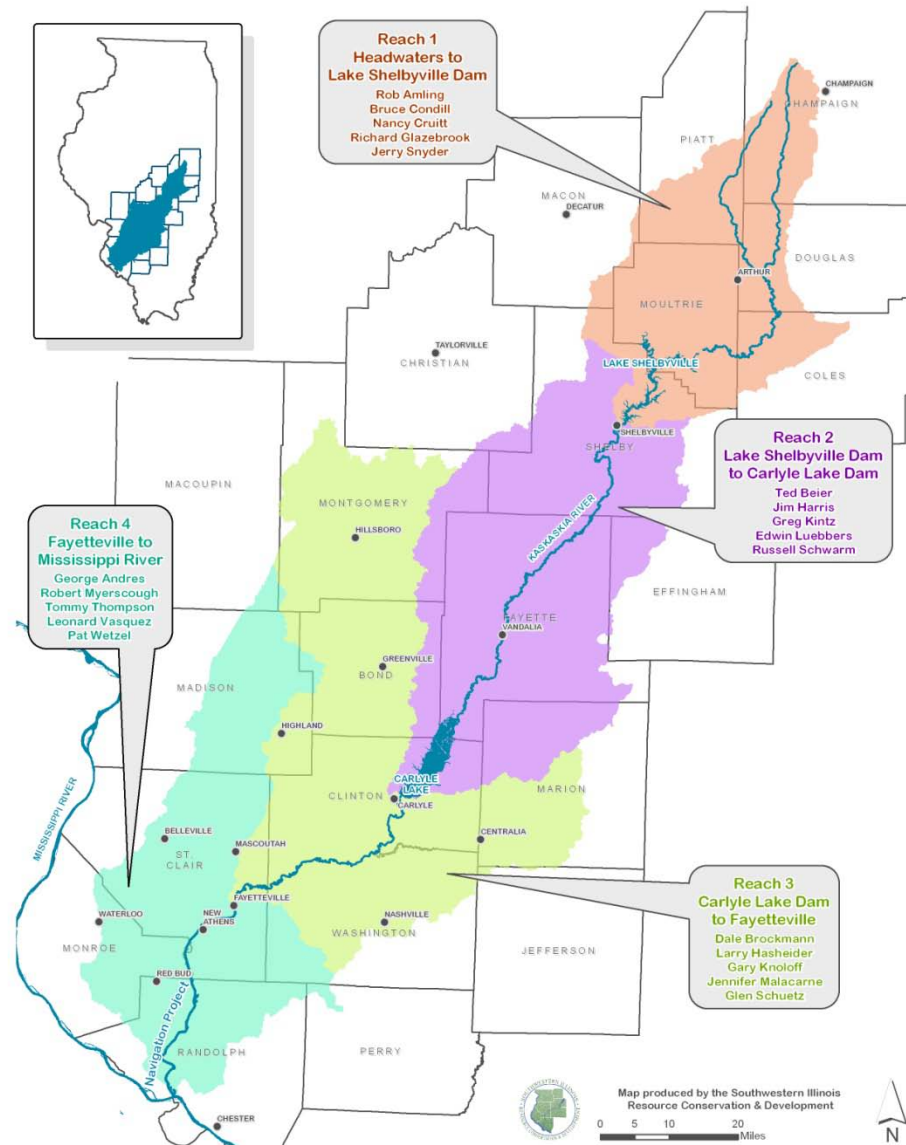 Reach 1
Headwaters to
Lake Shelbyville Dam
Rob Amling
Bruce Condill
Nancy Cruitt
Richard Glazebrook
Jerry Snyder
CHAMPAIGN
CHAMPAIGN
PIATT
MACON
DECATUR
DOUGLAS
ARTHUR
MOULTRIE
TAYLORVILLE
CHRISTIAN
LAKE SHELBYVILLE
COLES
SHELBYVILLE
SHELBY
Reach 2
Lake Shelbyville Dam
to Carlyle Lake Dam
Ted Beier
Jim Harris
Greg Kintz
Edwin Luebbers
Russell Schwarm
MACOUPIN
MONTGOMERY
HILLSBORO
KASKASKIA RIVER
Reach 4
Fayetteville to
Mississippi River
George Andres
Robert Myerscough
Tommy Thompson
Leonard Vasquez
Pat Wetzel
EFFINGHAM
FAYETTE
VANDALIA
GREENVILLE
BOND
MADISON
HIGHLAND
CARLYLE
LAKE
CLINTON
CARLYLE
MARION
MISSISSIPPI RIVER
BELLEVILLE
ST.
CLAIR
MASCOUTAH
CENTRALIA
FAYETTEVILLE
NEW
ATHENS
NASHVILLE
WASHINGTON
WATERLOO
MONROE
JEFFERSON
Reach 3
Carlyle Lake Dam
to Fayetteville
Dale Brockmann
Larry Hasheider
Gary Knoloff
Jennifer Malacarne
Glen Schuetz
RED BUD
Navigation Project
RANDOLPH
PERRY
CHESTER
Map produced by the Southwestern Illinois
Resource Conservation & Development
0 5 10 20
Miles
N